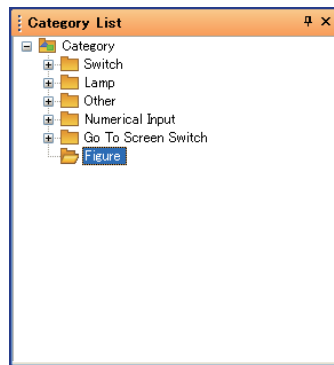 Category List
Category
Switch
Lamp
Other
Numerical Input
Go To Screen Switch
Figure